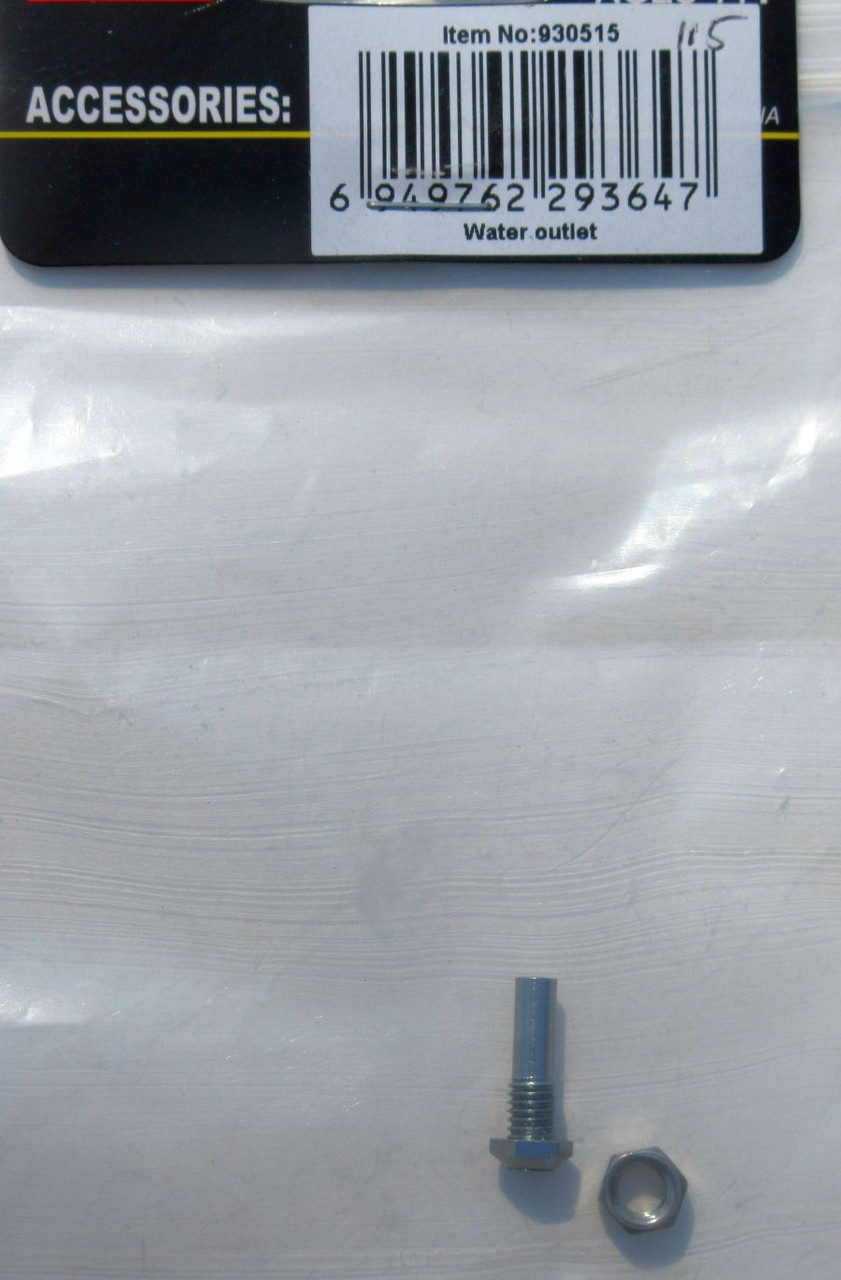 Item No:930515
115
ACCESSORIES:
6 949762 293647
Water outlet